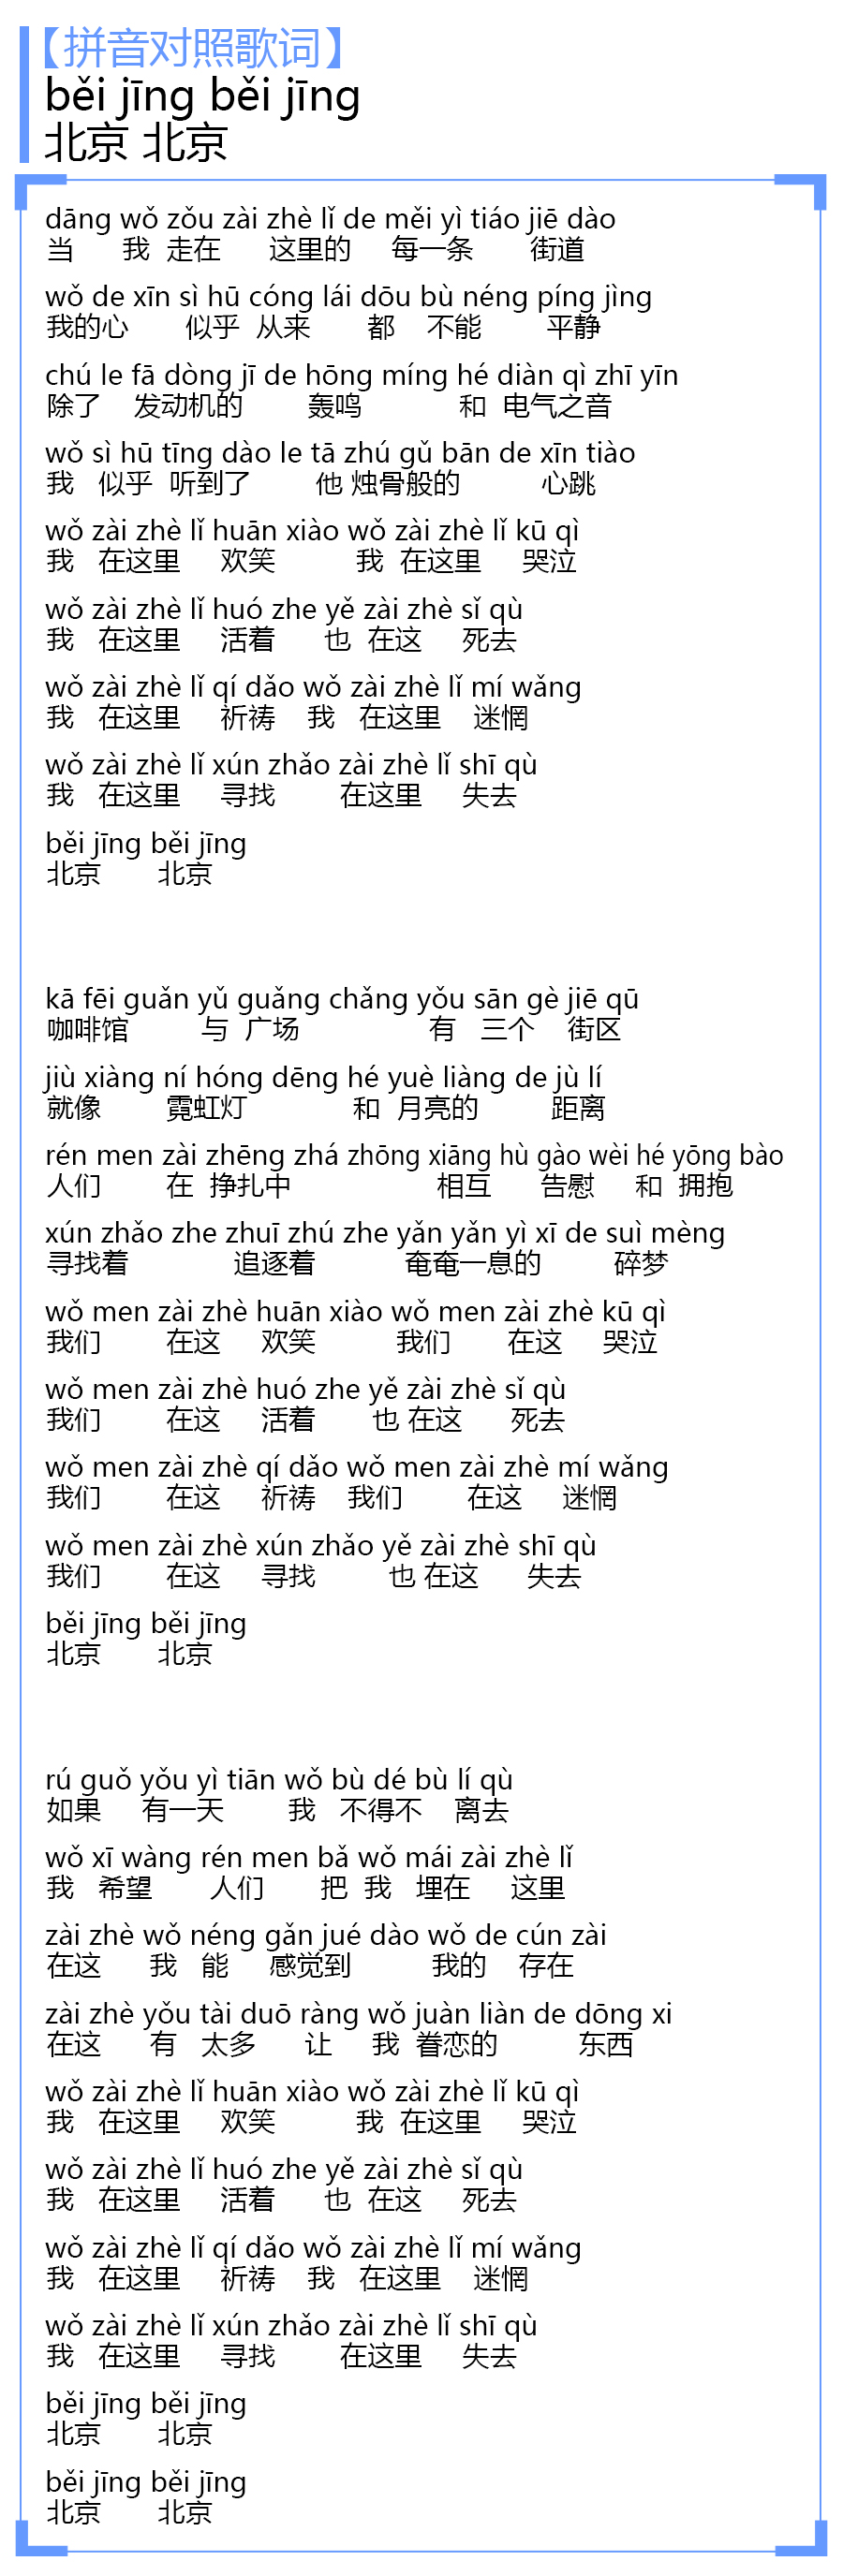 【拼音对照歌词】
běi jīng běi jīng
北京 北京
dāng wǒ zǒu zài zhè lǐ de měi yì tiáo jiē dào
当 我 走在 这里的 每一条 街道
wǒ de xīn sì hū cóng lái dōu bù néng píng jìng
我的心 似乎 从来 都 不能 平静
chú le fā dòng jī de hōng míng hé diàn qì zhī yīn
除了 发动机的 轰鸣 和 电气之音
wǒ sì hū tīng dào le tā zhú gǔ bān de xīn tiào
我 似乎 听到了 他 烛骨般的 心跳
wǒ zài zhè lǐ huān xiào wǒ zài zhè lǐ kū qì
我 在这里 欢笑 我 在这里 哭泣
wǒ zài zhè lǐ huó zhe yě zài zhè sǐ qù
我 在这里 活着 也 在这 死去
wǒ zài zhè lǐ qí dǎo wǒ zài zhè lǐ mí wǎng
我 在这里 祈祷 我 在这里 迷惘
wǒ zài zhè lǐ xún zhǎo zài zhè lǐ shī qù
我 在这里 寻找 在这里 失去
běi jīng běi jīng
北京 北京
kā fēi guǎn yǔ guǎng chǎng yǒu sān gè jiē qū
咖啡馆 与 广场 有 三个 街区
jiù xiàng ní hóng dēng hé yuè liàng de jù lí
就像 霓虹灯 和 月亮的 距离
rén men zài zhēng zhá zhōng xiāng hù gào wèi hé yōng bào
人们 在 挣扎中 相互 告慰 和 拥抱
xún zhǎo zhe zhuī zhú zhe yǎn yǎn yì xī de suì mèng
寻找着 追逐着 奄奄一息的 碎梦
wǒ men zài zhè huān xiào wǒ men zài zhè kū qì
我们 在这 欢笑 我们 在这 哭泣
wǒ men zài zhè huó zhe yě zài zhè sǐ qù
我们 在这 活着 也 在这 死去
wǒ men zài zhè qí dǎo wǒ men zài zhè mí wǎng
我们 在这 祈祷 我们 在这 迷惘
wǒ men zài zhè xún zhǎo yě zài zhè shī qù
我们 在这 寻找 也 在这 失去
běi jīng běi jīng
北京 北京
rú guǒ yǒu yì tiān wǒ bù dé bù lí qù
如果 有一天 我 不得不 离去
wǒ xī wàng rén men bǎ wǒ mái zài zhè lǐ
我 希望 人们 把 我 埋在 这里
zài zhè wǒ néng gǎn jué dào wǒ de cún zài
在这 我 能 感觉到 我的 存在
zài zhè yǒu tài duō ràng wǒ juàn liàn de dōng xi
在这 有 太多 让 我 眷恋的 东西
wǒ zài zhè lǐ huān xiào wǒ zài zhè lǐ kū qì
我 在这里 欢笑 我 在这里 哭泣
wǒ zài zhè lǐ huó zhe yě zài zhè sǐ qù
我 在这里 活着 也 在这 死去
wǒ zài zhè lǐ qí dǎo wǒ zài zhè lǐ mí wǎng
我 在这里 祈祷 我 在这里 迷惘
wǒ zài zhè lǐ xún zhǎo zài zhè lǐ shī qù
我 在这里 寻找 在这里 失去
běi jīng běi jīng
北京 北京
běi jīng běi jīng
北京 北京